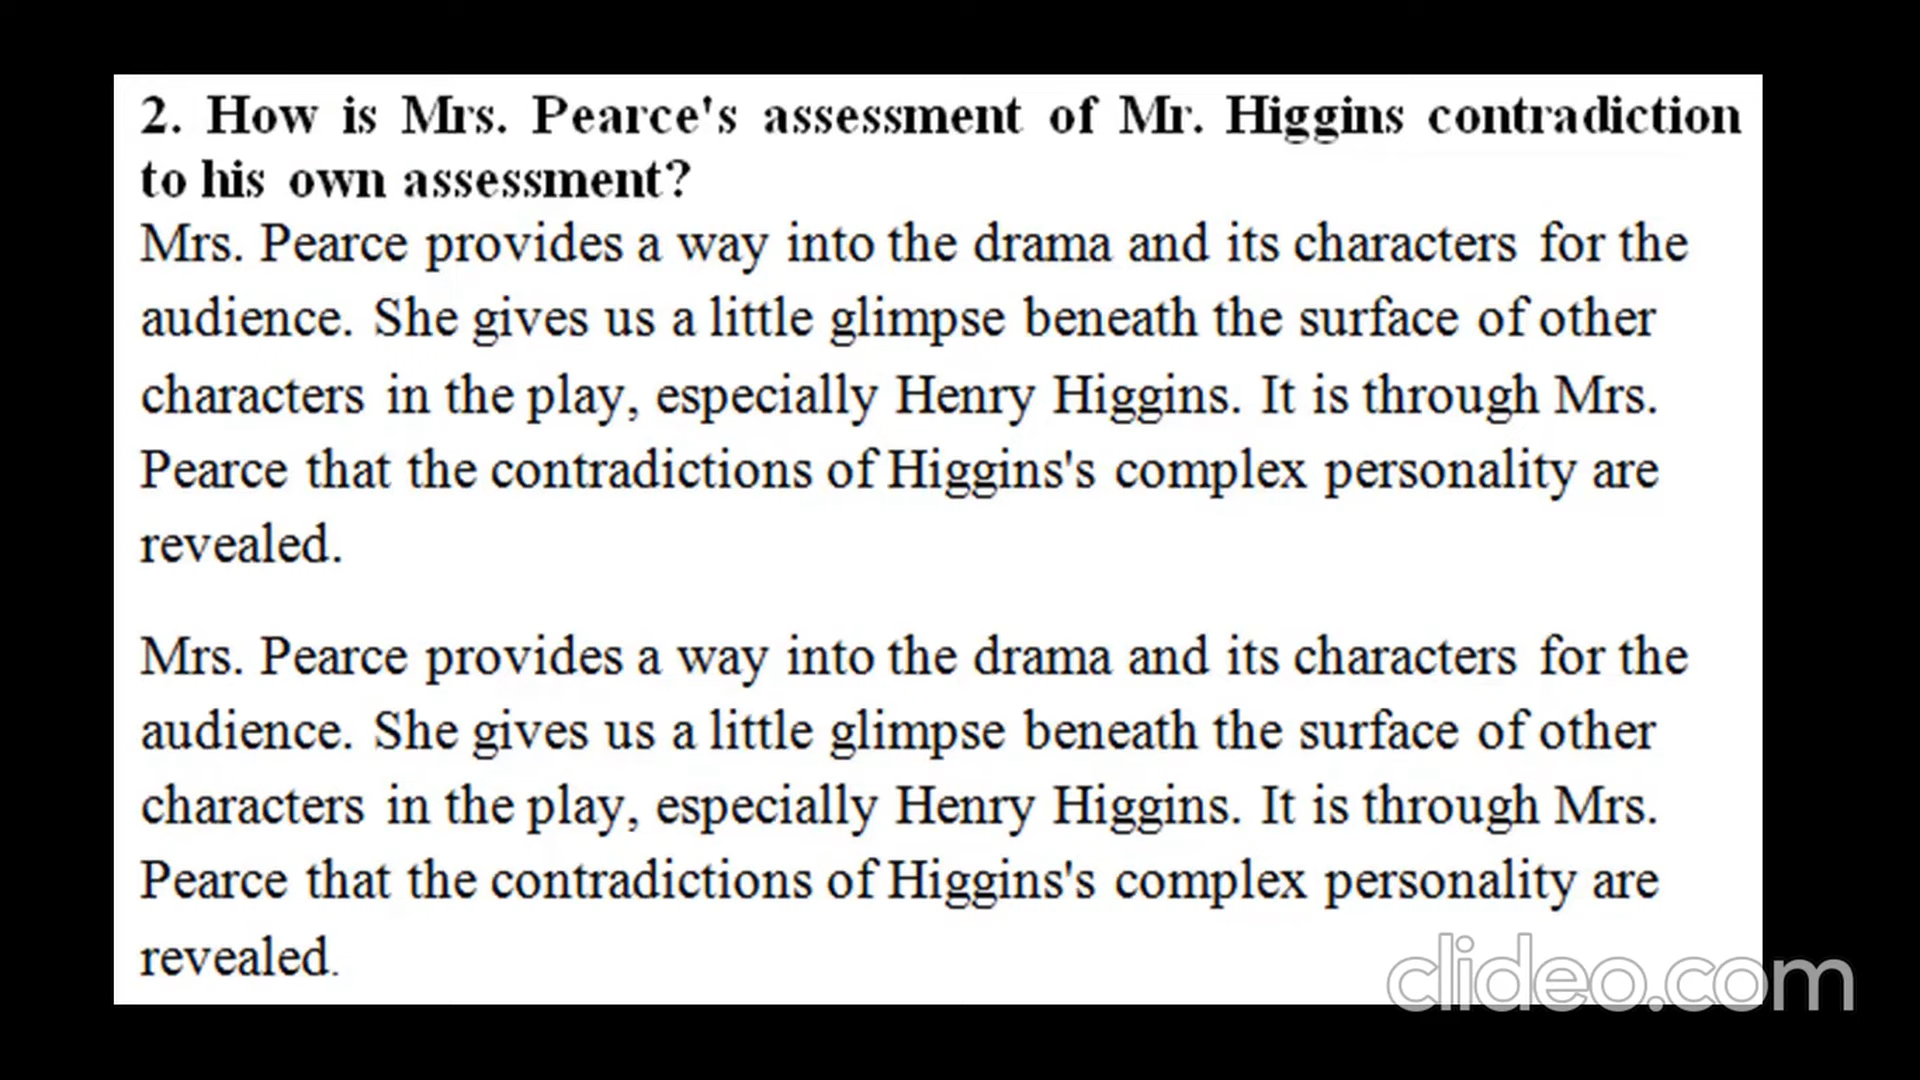 2. How is Mrs. Pearce's assessment of Mr. Higgins contradiction
to his own assessment?
Mrs. Pearce provides a way into the drama and its characters for the
audience. She gives us a little glimpse beneath the surface of other
characters in the play, especially Henry Higgins. It is through Mrs.
Pearce that the contradictions of Higgins's complex personality are
revealed.
Mrs. Pearce provides a way into the drama and its characters for the
audience. She gives us a little glimpse beneath the surface of other
characters in the play, especially Henry Higgins. It is through Mrs.
Pearce that the contradictions of Higgins's complex personality are
revealed.
clideo.com